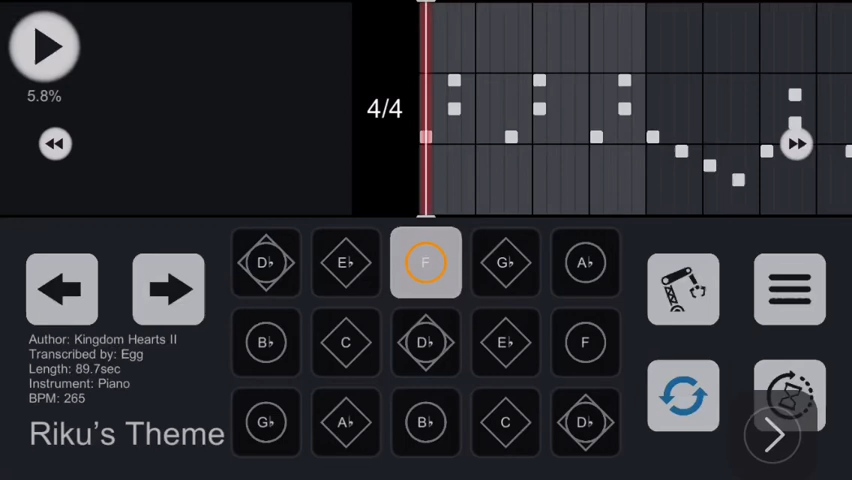 5.8%
4/4
D♭ E♭ F G♭ A♭
B♭ C D♭ E♭ F
G♭ A♭ B♭ C D♭
Author: Kingdom Hearts II
Transcribed by: Egg
Length: 89.7sec
Instrument: Piano
BPM: 265
Riku's Theme